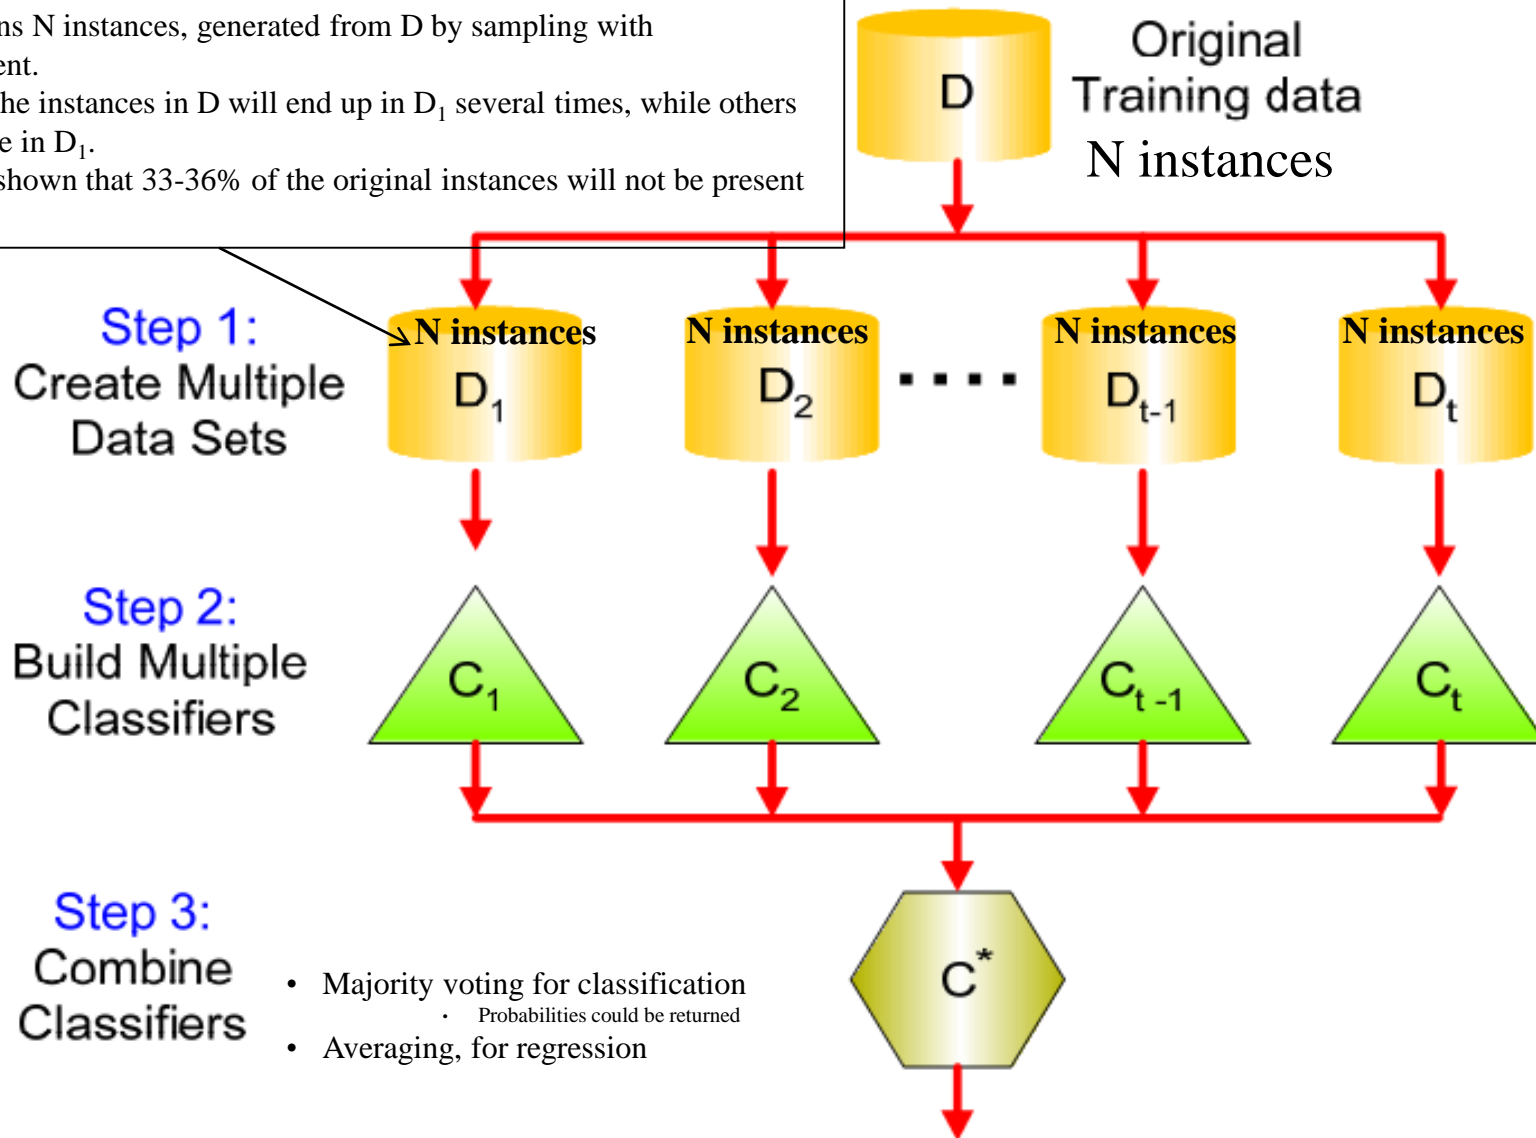 N instances, generated from D by sampling with
he instances in D will end up in D₁ several times, while others
in D₁.
shown that 33-36% of the original instances will not be present
D
Original
Training data
N instances
Step 1:
Create Multiple
Data Sets
N instances
D₁
N instances
D₂
....
N instances
Dt-1
N instances
Dt
Step 2:
Build Multiple
Classifiers
C₁
C₂
Ct -1
Ct
Step 3:
Combine
Classifiers
• Majority voting for classification
• Probabilities could be returned
• Averaging, for regression
C*